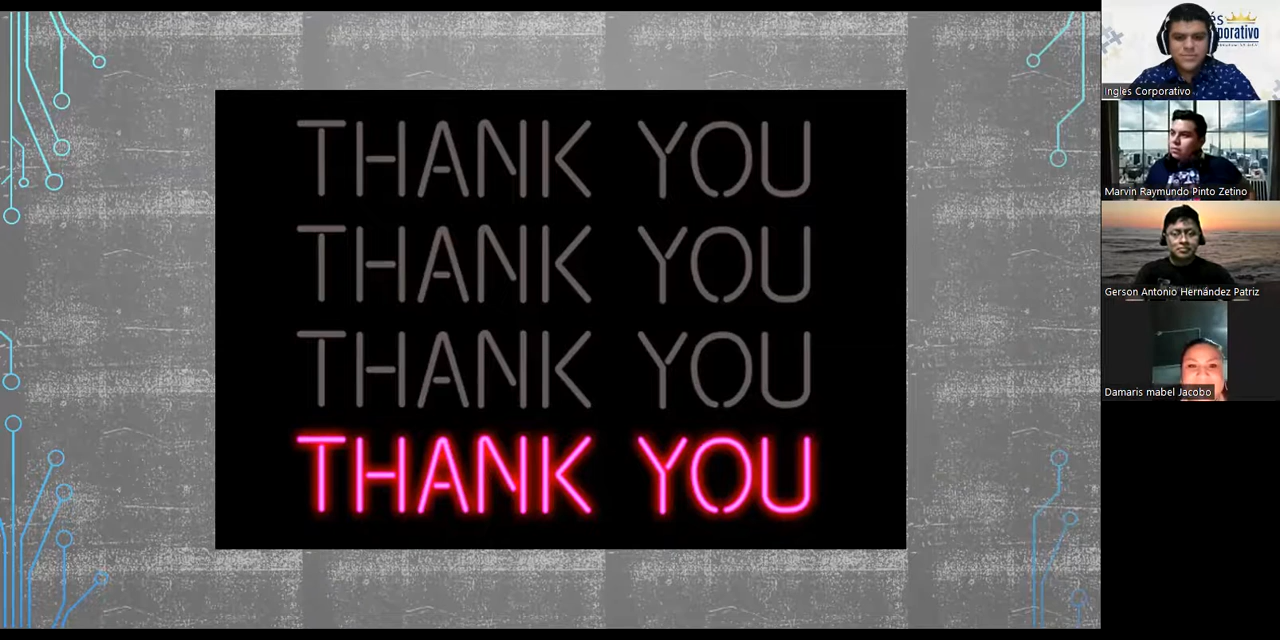 THANK YOU
THANK YOU
THANK YOU
THANK YOU
Ingles Corporativo
Marvin Raymundo Pinto Zetino
Gerson Antonio Hernández Patriz
Damaris mabel Jacobo